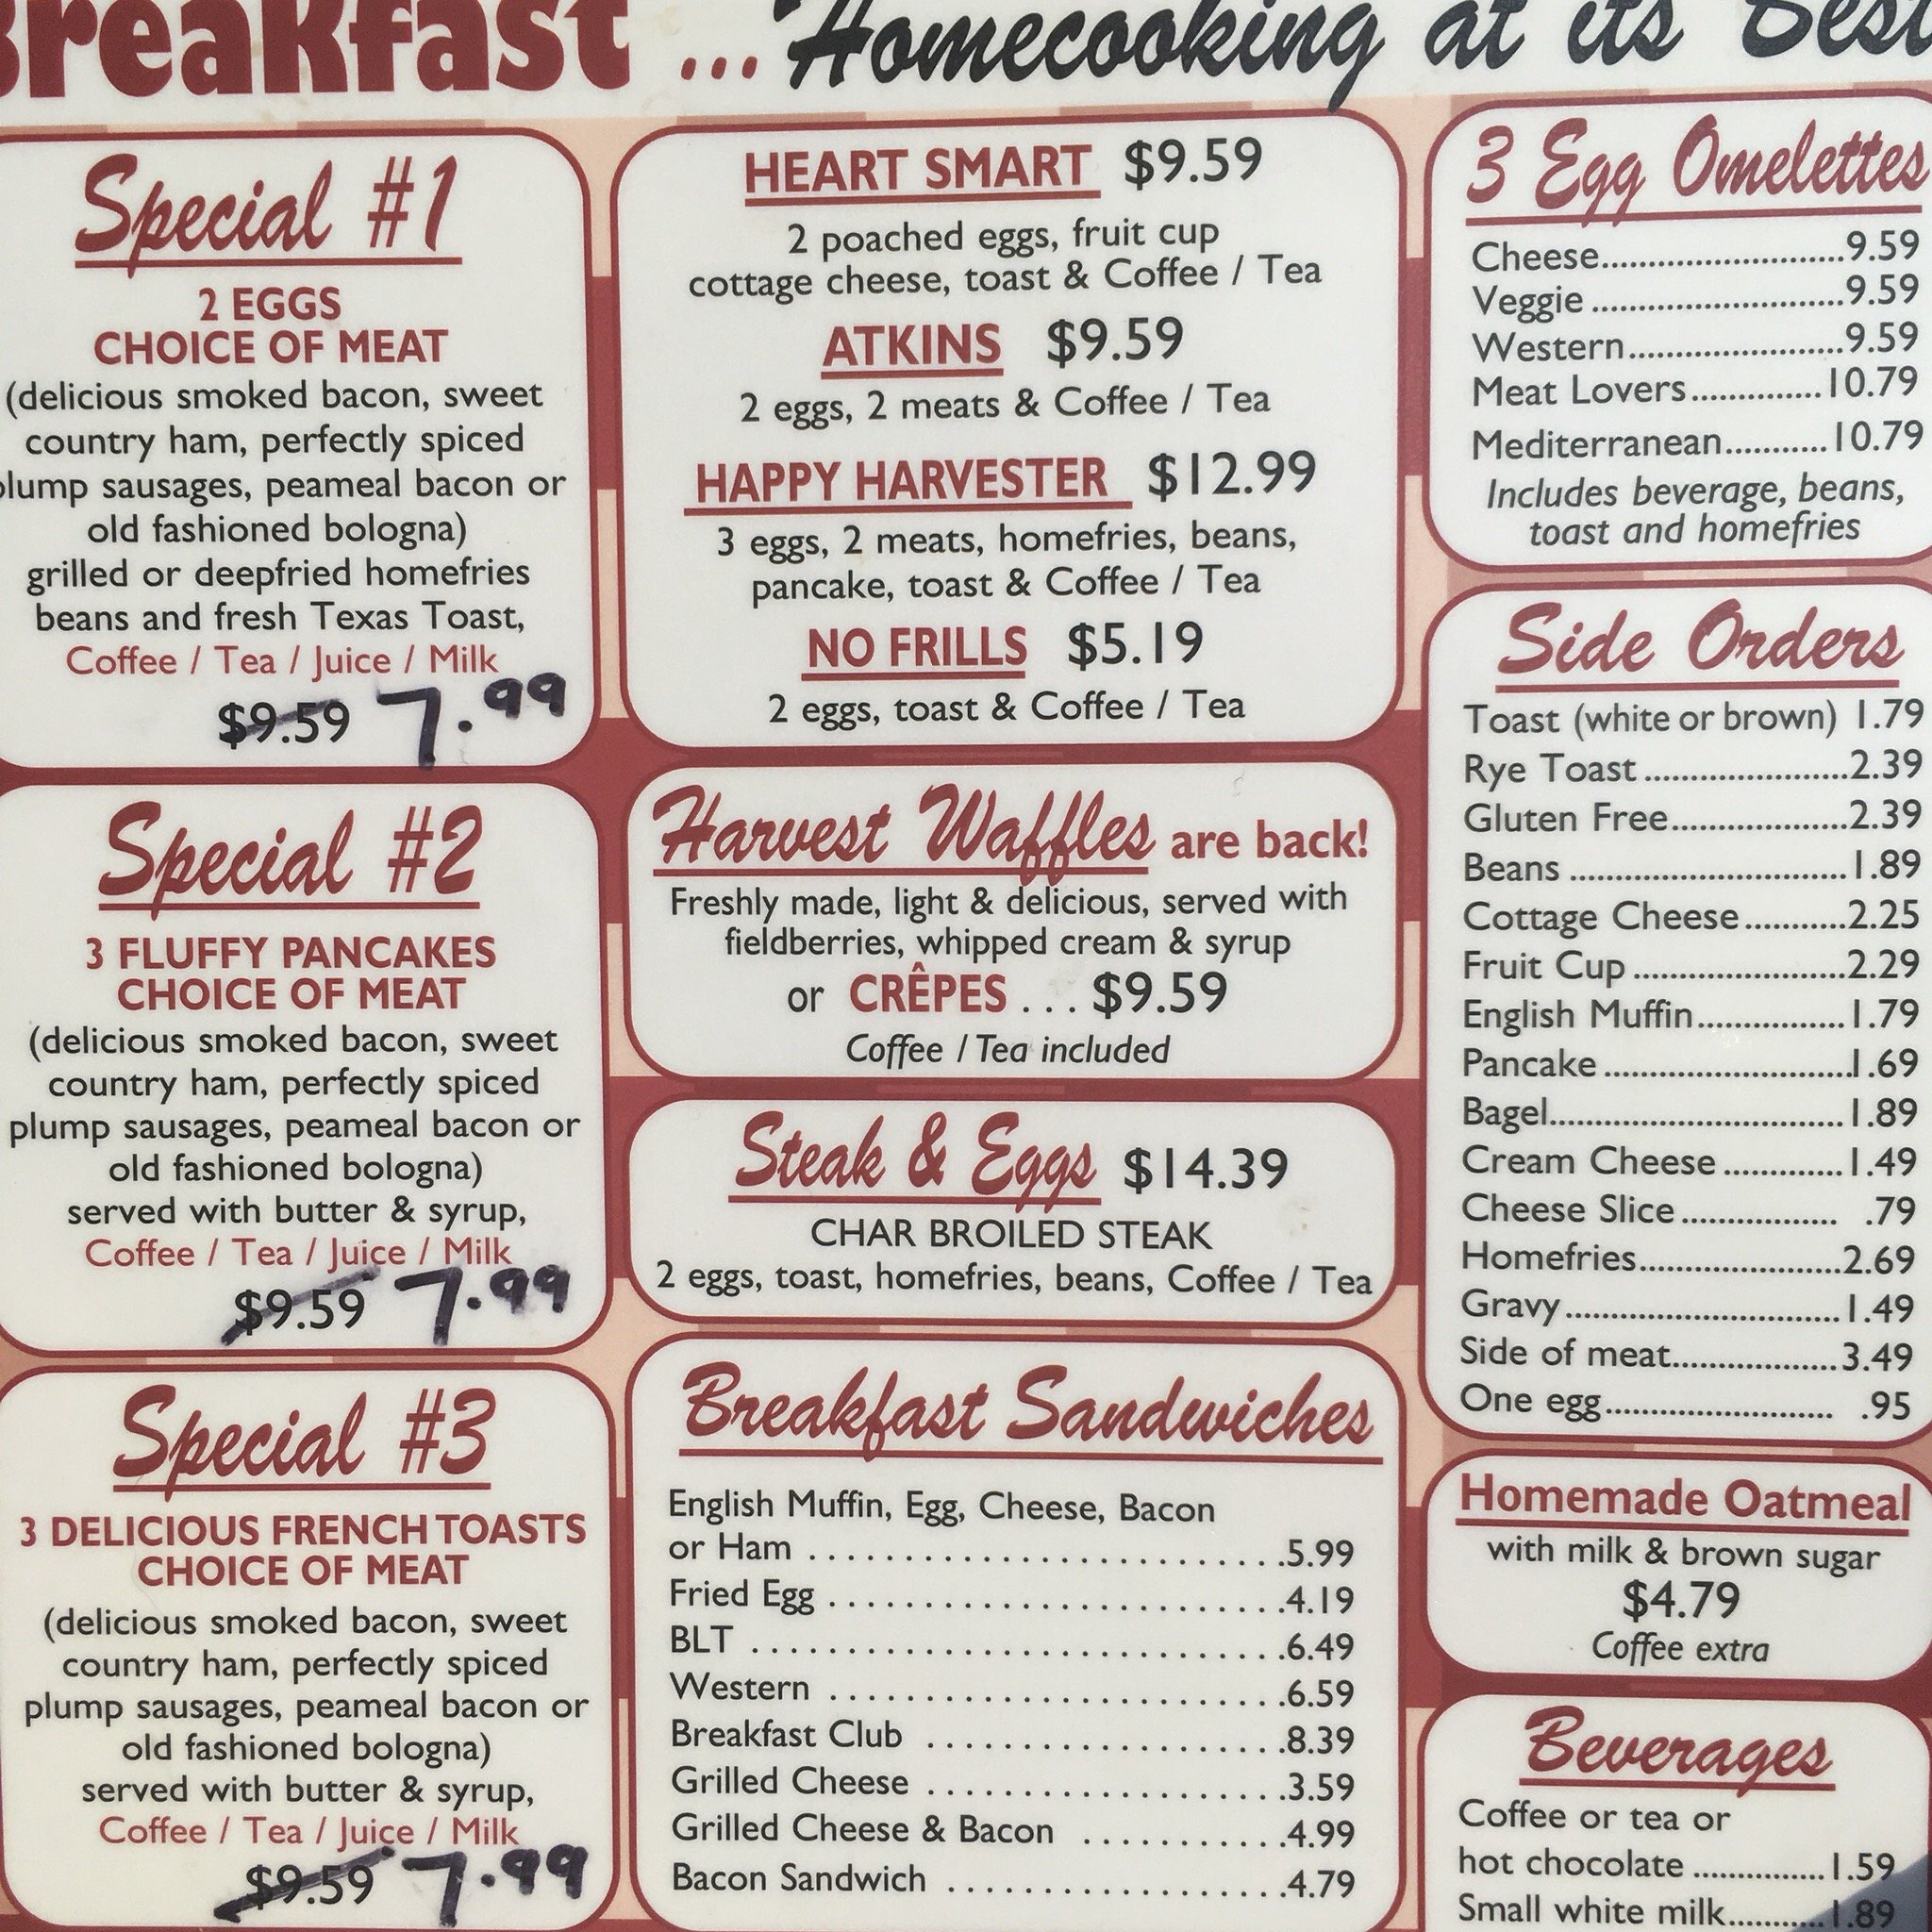 Breakfast ... Homecooking at its Best
Special #1
2 EGGS
CHOICE OF MEAT
(delicious smoked bacon, sweet
country ham, perfectly spiced
plump sausages, peameal bacon or
old fashioned bologna)
grilled or deepfried homefries
beans and fresh Texas Toast,
Coffee / Tea / Juice / Milk
$9.59 7.99
Special #2
3 FLUFFY PANCAKES
CHOICE OF MEAT
(delicious smoked bacon, sweet
country ham, perfectly spiced
plump sausages, peameal bacon or
old fashioned bologna)
served with butter & syrup,
Coffee / Tea / Juice / Milk
$9.59 7.99
Special #3
3 DELICIOUS FRENCH TOASTS
CHOICE OF MEAT
(delicious smoked bacon, sweet
country ham, perfectly spiced
plump sausages, peameal bacon or
old fashioned bologna)
served with butter & syrup,
Coffee / Tea / Juice / Milk
$9.59 7.99
HEART SMART $9.59
2 poached eggs, fruit cup
cottage cheese, toast & Coffee / Tea
ATKINS $9.59
2 eggs, 2 meats & Coffee / Tea
HAPPY HARVESTER $12.99
3 eggs, 2 meats, homefries, beans,
pancake, toast & Coffee / Tea
NO FRILLS $5.19
2 eggs, toast & Coffee / Tea
Harvest Waffles are back!
Freshly made, light & delicious, served with
fieldberries, whipped cream & syrup
or CRÊPES ... $9.59
Coffee / Tea included
Steak & Eggs $14.39
CHAR BROILED STEAK
2 eggs, toast, homefries, beans, Coffee / Tea
Breakfast Sandwiches
English Muffin, Egg, Cheese, Bacon
or Ham ..........................5.99
Fried Egg .........................4.19
BLT .............................6.49
Western .........................6.59
Breakfast Club ....................8.39
Grilled Cheese ....................3.59
Grilled Cheese & Bacon ...........4.99
Bacon Sandwich ...................4.79
3 Egg Omelettes
Cheese..........................9.59
Veggie ...........................9.59
Western.......................9.59
Meat Lovers..............10.79
Mediterranean...........10.79
Includes beverage, beans,
toast and homefries
Side Orders
Toast (white or brown) 1.79
Rye Toast ......................2.39
Gluten Free...................2.39
Beans ..............................1.89
Cottage Cheese...........2.25
Fruit Cup .......................2.29
English Muffin................1.79
Pancake ...........................1.69
Bagel................................1.89
Cream Cheese .............1.49
Cheese Slice ................. .79
Homefries......................2.69
Gravy..............................1.49
Side of meat..................3.49
One egg......................... .95
Homemade Oatmeal
with milk & brown sugar
$4.79
Coffee extra
Beverages
Coffee or tea or
hot chocolate ...............1.59
Small white milk...........1.89